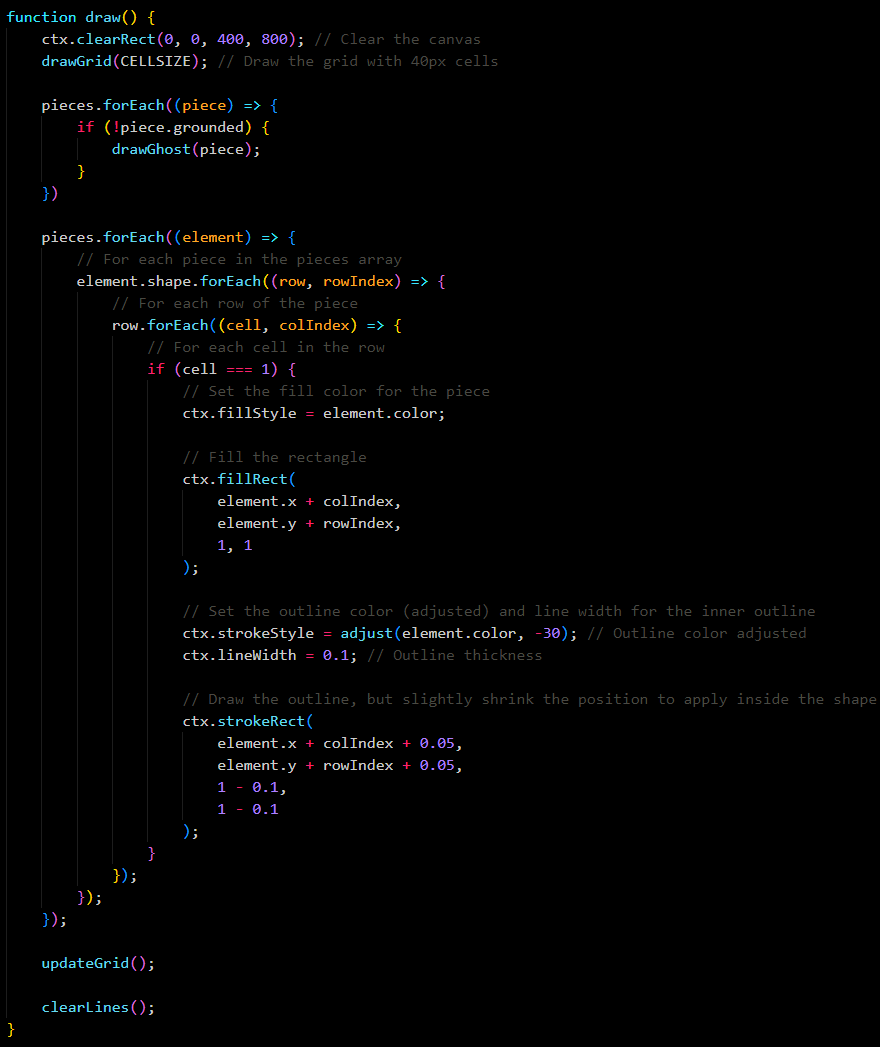 function draw() {
    ctx.clearRect(0, 0, 400, 800); // Clear the canvas
    drawGrid(CELLSIZE); // Draw the grid with 40px cells

    pieces.forEach((piece) => {
        if (!piece.grounded) {
            drawGhost(piece);
        }
    })

    pieces.forEach((element) => {
        // For each piece in the pieces array
        element.shape.forEach((row, rowIndex) => {
            // For each row of the piece
            row.forEach((cell, colIndex) => {
                // For each cell in the row
                if (cell === 1) {
                    // Set the fill color for the piece
                    ctx.fillStyle = element.color;

                    // Fill the rectangle
                    ctx.fillRect(
                        element.x + colIndex,
                        element.y + rowIndex,
                        1, 1
                    );

                    // Set the outline color (adjusted) and line width for the inner outline
                    ctx.strokeStyle = adjust(element.color, -30); // Outline color adjusted
                    ctx.lineWidth = 0.1; // Outline thickness

                    // Draw the outline, but slightly shrink the position to apply inside the shape
                    ctx.strokeRect(
                        element.x + colIndex + 0.05,
                        element.y + rowIndex + 0.05,
                        1 - 0.1,
                        1 - 0.1
                    );
                }
            });
        });
    });

    updateGrid();

    clearLines();
}